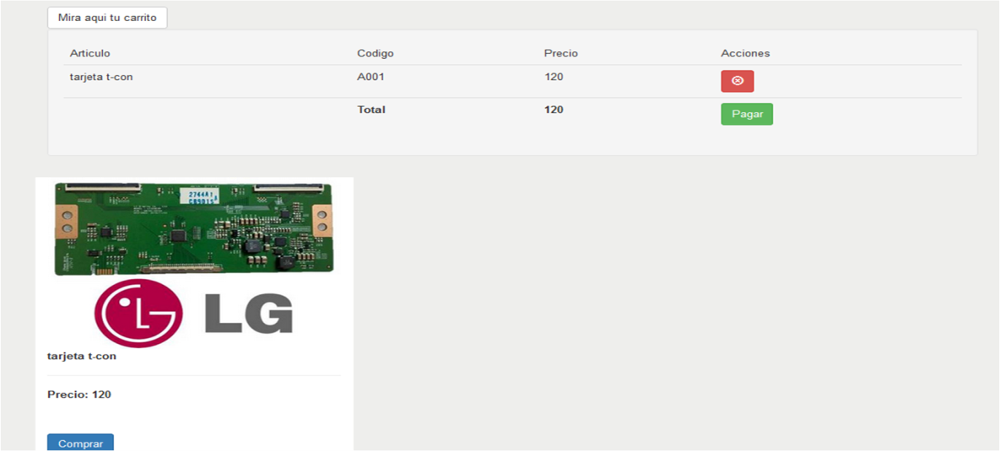 Mira aqui tu carrito
Articulo Codigo Precio Acciones
tarjeta t-con A001 120
Total 120 Pagar
2744A1
LG
tarjeta t-con
Precio: 120
Comprar